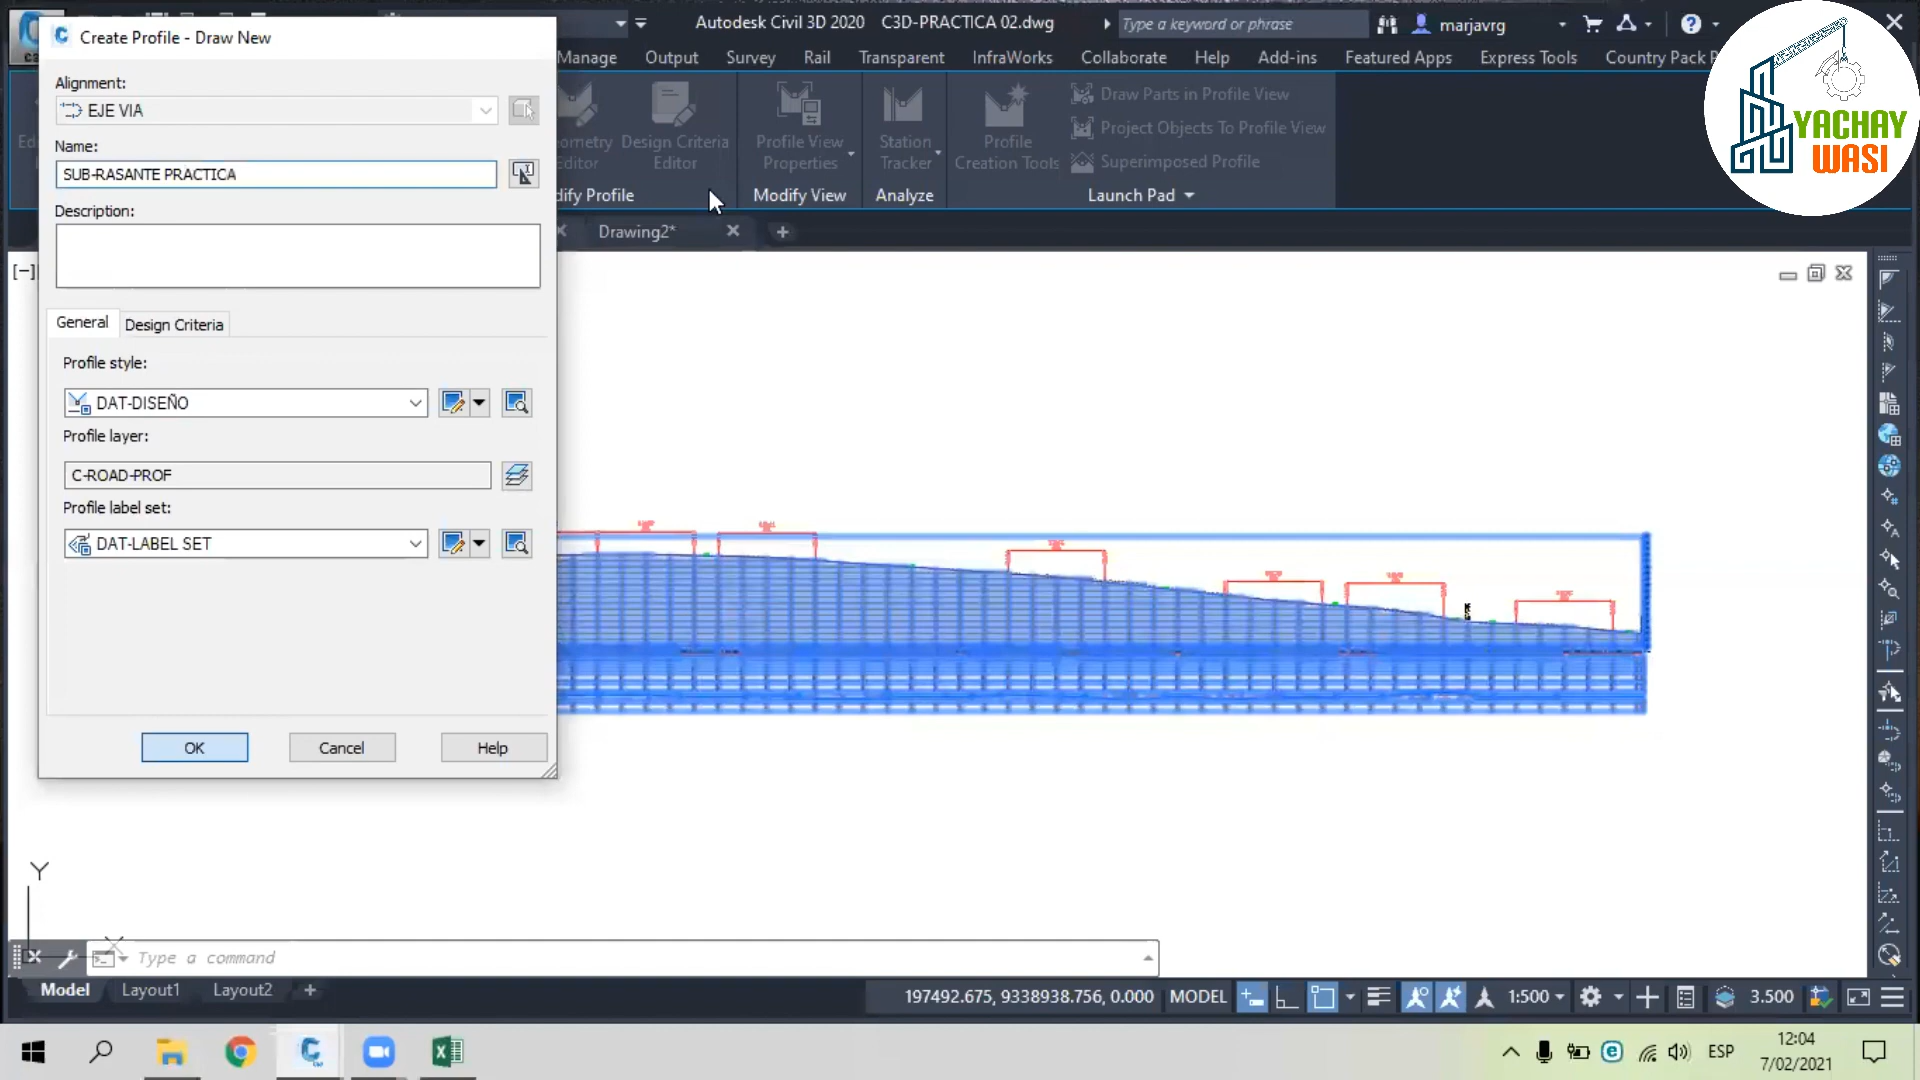 Create Profile - Draw New
Autodesk Civil 3D 2020 C3D-PRACTICA 02.dwg
Type a keyword or phrase
marjavrg
Manage Output Survey Rail Transparent InfraWorks Collaborate Help Add-ins Featured Apps Express Tools Country Pack
Alignment:
EJE VIA
Name:
SUB-RASANTE PRACTICA
Description:
General
Design Criteria
Profile style:
DAT-DISEÑO
Profile layer:
C-ROAD-PROF
Profile label set:
DAT-LABEL SET
OK
Cancel
Help
Editor
Design Criteria
Editor
Profile View
Properties
Station
Tracker
Profile
Creation Tools
Draw Parts in Profile View
Project Objects To Profile View
Superimposed Profile
Modify View
Analyze
Launch Pad
Drawing2*
YACHAY
WASI
[−]
Y
X
Type a command
Model
Layout1
Layout2
197492.675, 9338938.756, 0.000
MODEL
1:500
3.500
ESP
12:04
7/02/2021